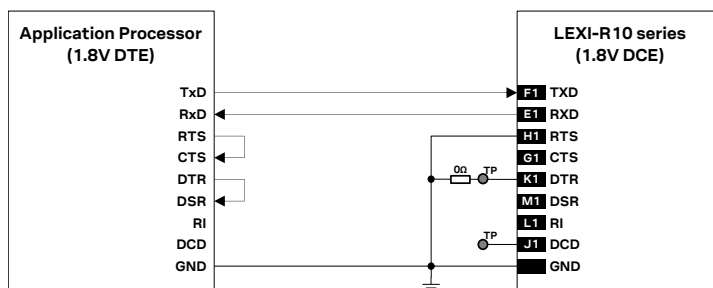 Application Processor
(1.8V DTE)
LEXI-R10 series
(1.8V DCE)
TxD
F1 TXD
RxD
E1 RXD
RTS
H1 RTS
CTS
G1 CTS
0Ω
TP
DTR
K1 DTR
DSR
M1 DSR
RI
L1 RI
TP
DCD
J1 DCD
GND
GND